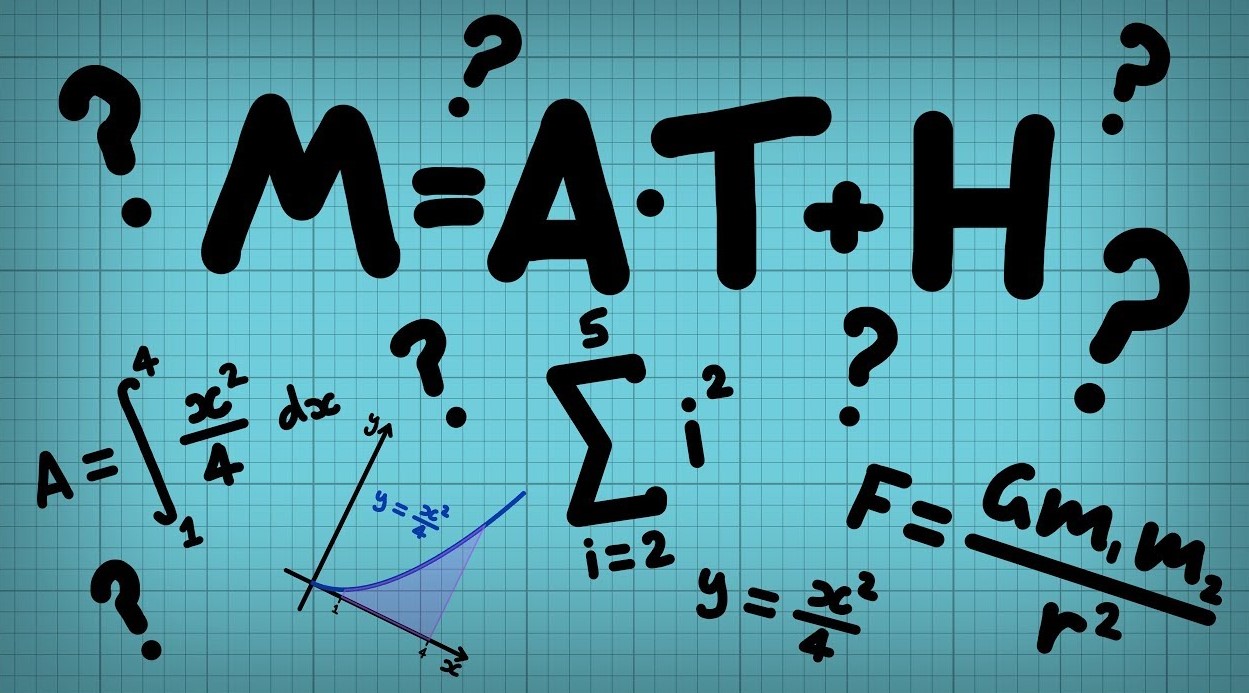 ? ? ?
M=A·T+H
? ? ?
A = ∫₁⁴ x²/4 dx
y
y = x²/4
1
4
x
5
∑ i²
i=2
?
y = x²/4
F = Gm₁m₂/r²
?